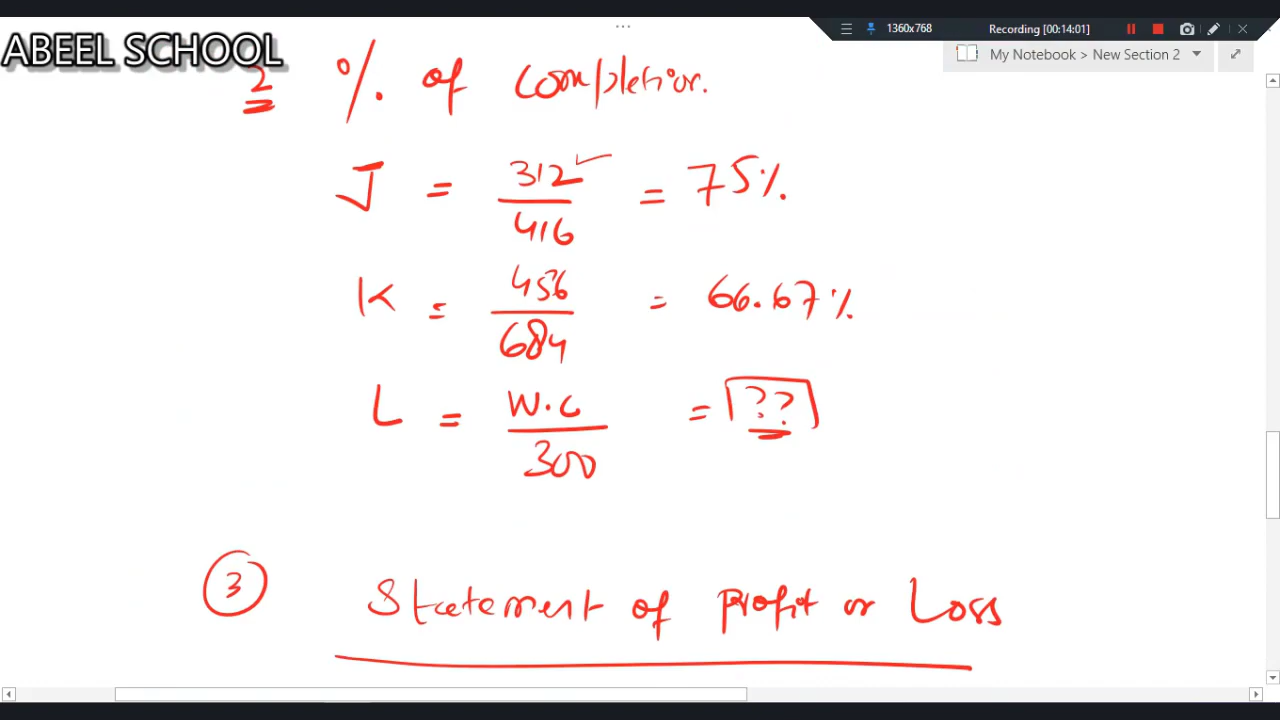 Recording [00:14:01]
1360x768
ABEEL SCHOOL
My Notebook > New Section 2
2 % of completion.
J = 312/416 = 75%
K = 456/684 = 66.67%
L = W.C/300 = ??
3 Statement of profit or Loss